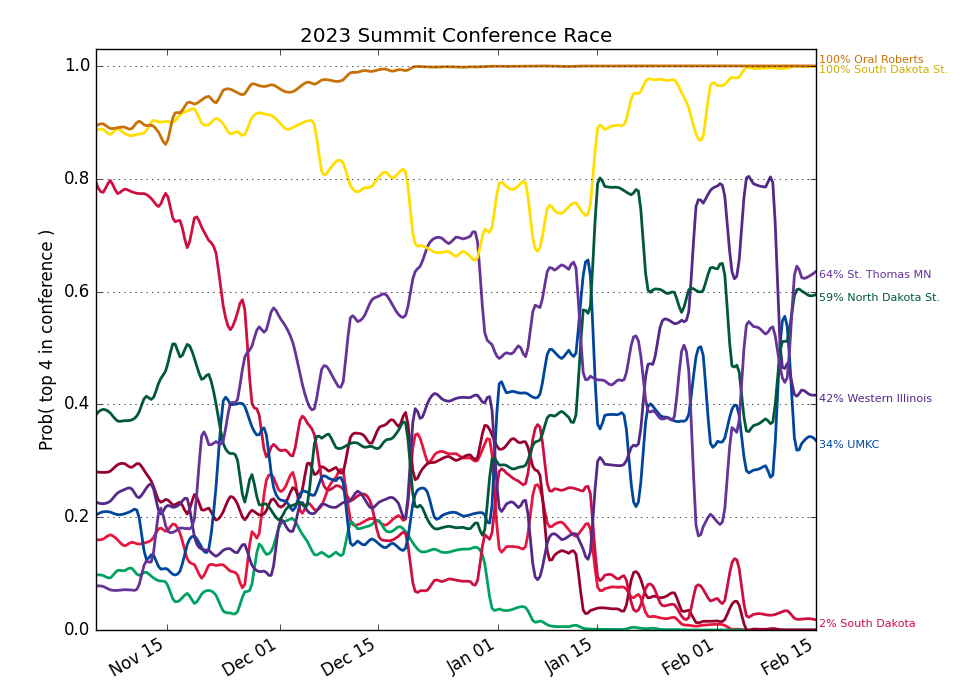 2023 Summit Conference Race
Prob( top 4 in conference )
1.0
0.8
0.6
0.4
0.2
0.0
Nov 15
Dec 01
Dec 15
Jan 01
Jan 15
Feb 01
Feb 15
100% Oral Roberts
100% South Dakota St.
64% St. Thomas MN
59% North Dakota St.
42% Western Illinois
34% UMKC
2% South Dakota